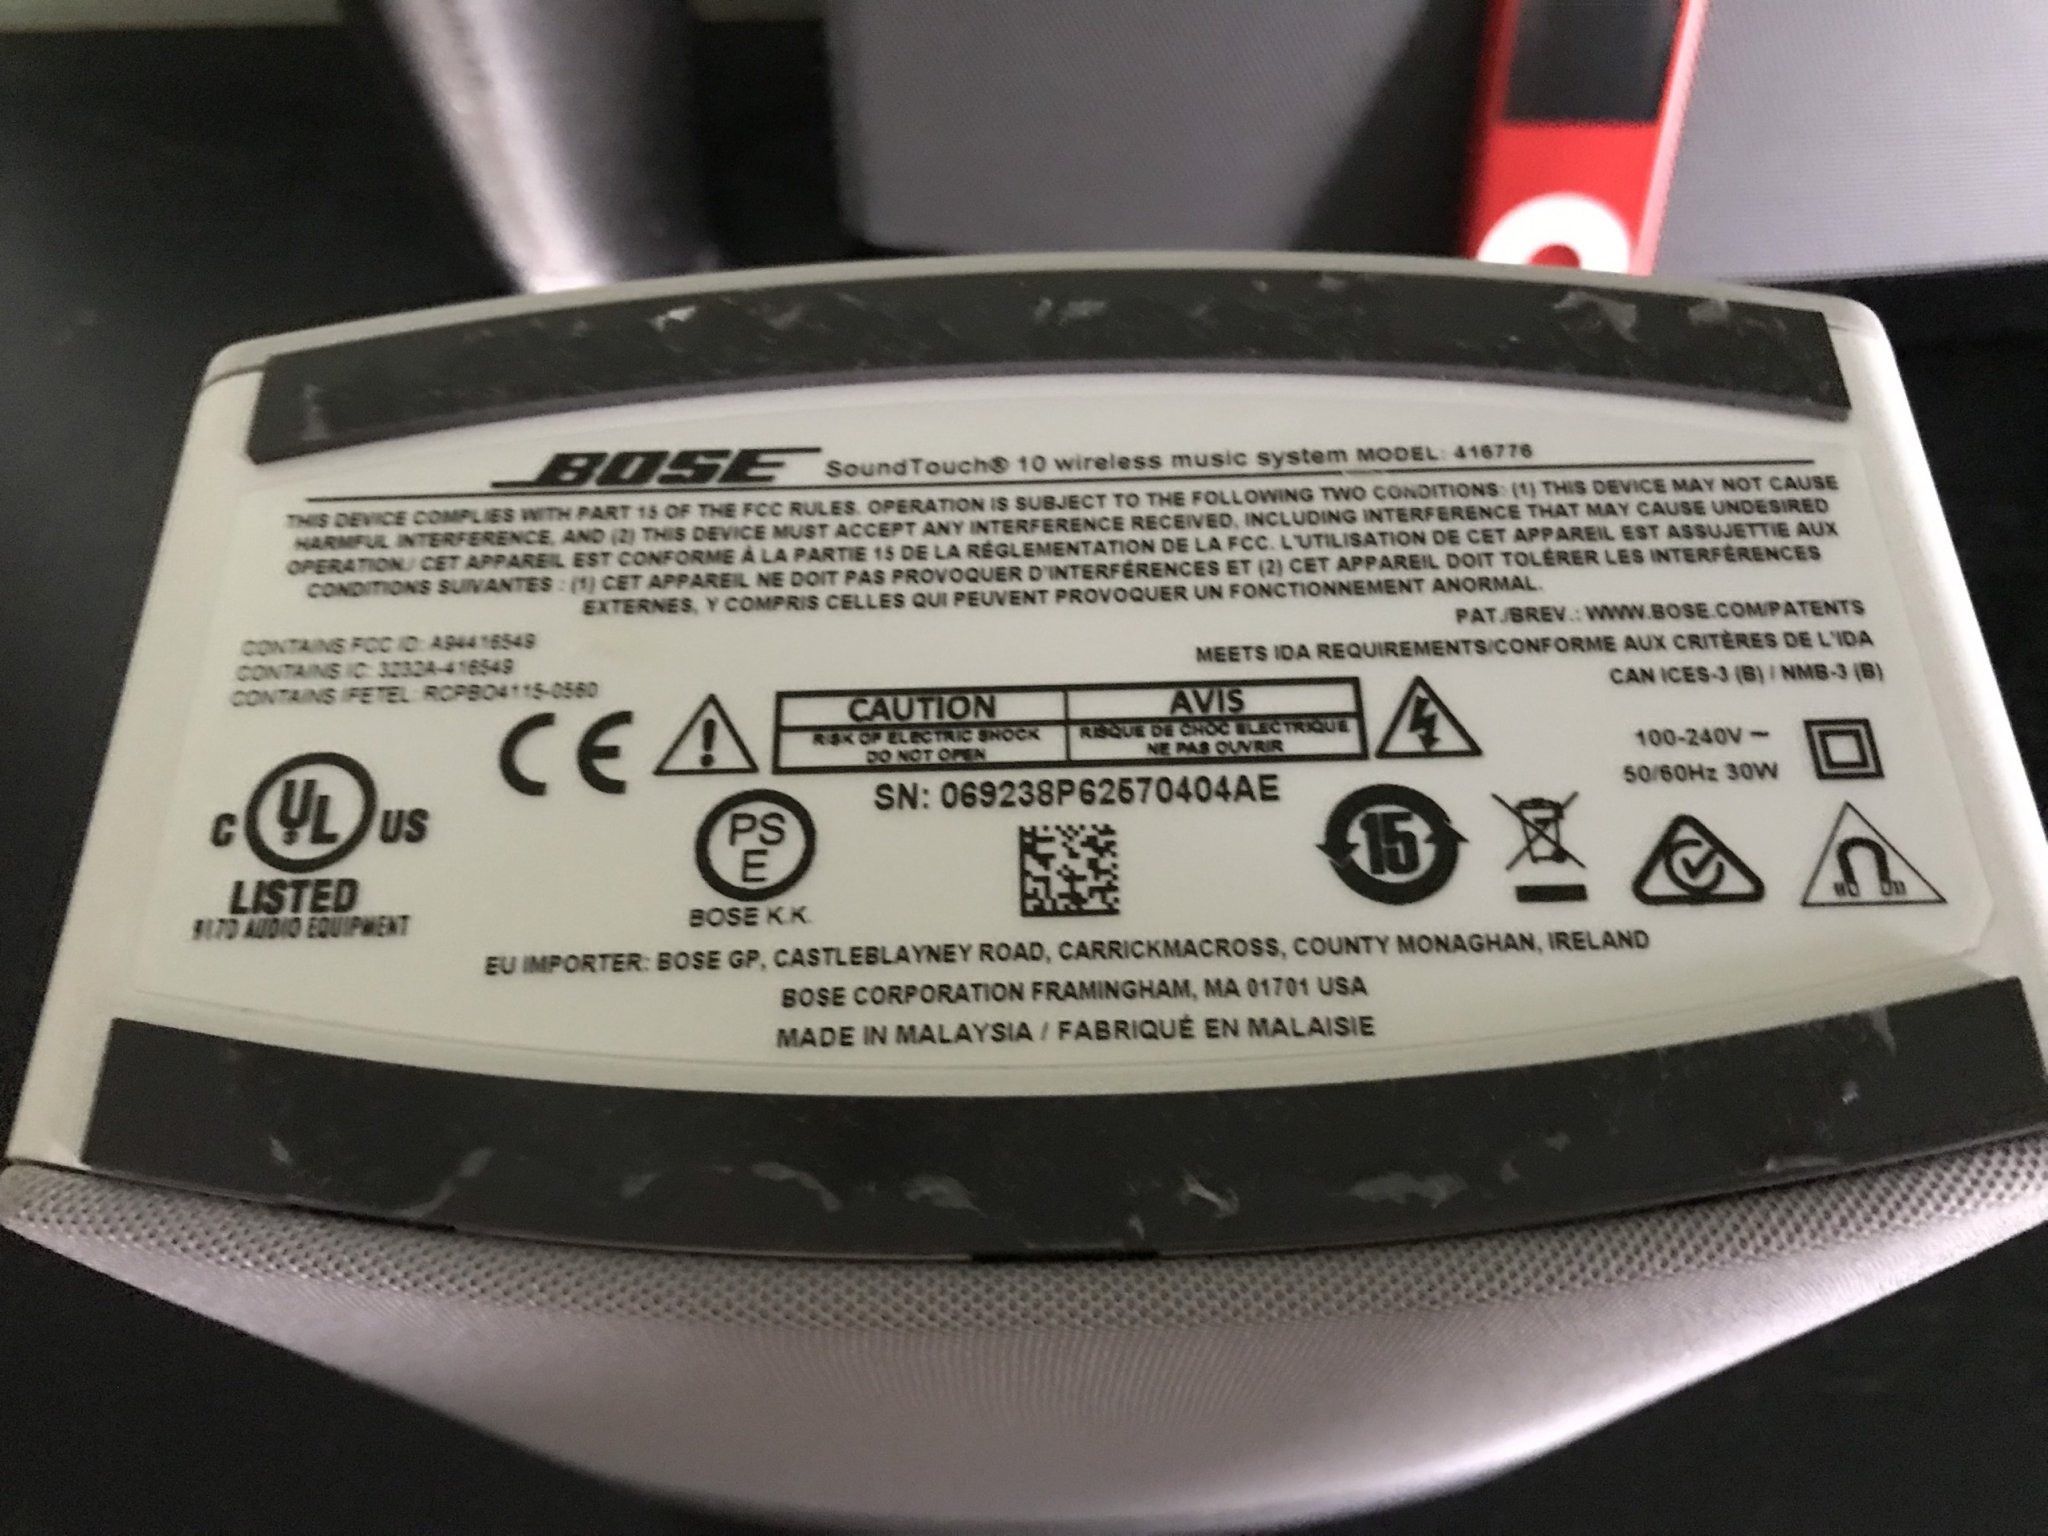 BOSE SoundTouch® 10 wireless music system MODEL: 416776
THIS DEVICE COMPLIES WITH PART 15 OF THE FCC RULES. OPERATION IS SUBJECT TO THE FOLLOWING TWO CONDITIONS: (1) THIS DEVICE MAY NOT CAUSE
HARMFUL INTERFERENCE, AND (2) THIS DEVICE MUST ACCEPT ANY INTERFERENCE RECEIVED, INCLUDING INTERFERENCE THAT MAY CAUSE UNDESIRED
OPERATION./ CET APPAREIL EST CONFORME À LA PARTIE 15 DE LA RÉGLEMENTATION DE LA FCC. L'UTILISATION DE CET APPAREIL EST ASSUJETTIE AUX
CONDITIONS SUIVANTES : (1) CET APPAREIL NE DOIT PAS PROVOQUER D'INTERFÉRENCES ET (2) CET APPAREIL DOIT TOLÉRER LES INTERFÉRENCES
EXTERNES, Y COMPRIS CELLES QUI PEUVENT PROVOQUER UN FONCTIONNEMENT ANORMAL.
PAT./BREV.: WWW.BOSE.COM/PATENTS
CONTAINS FCC ID: A94416549
MEETS IDA REQUIREMENTS/CONFORME AUX CRITÈRES DE L'IDA
CONTAINS IC: 3232A-416549
CAN ICES-3 (B) / NMB-3 (B)
CONTAINS IFETEL: RCPBO4115-0560
CE
CAUTION
RISK OF ELECTRIC SHOCK
DO NOT OPEN
AVIS
RISQUE DE CHOC ELECTRIQUE
NE PAS OUVRIR
100-240V ~
50/60Hz 30W
SN: 069238P62570404AE
C UL US
LISTED
917D AUDIO EQUIPMENT
PS
E
BOSE K.K.
15
EU IMPORTER: BOSE GP, CASTLEBLAYNEY ROAD, CARRICKMACROSS, COUNTY MONAGHAN, IRELAND
BOSE CORPORATION FRAMINGHAM, MA 01701 USA
MADE IN MALAYSIA / FABRIQUÉ EN MALAISIE